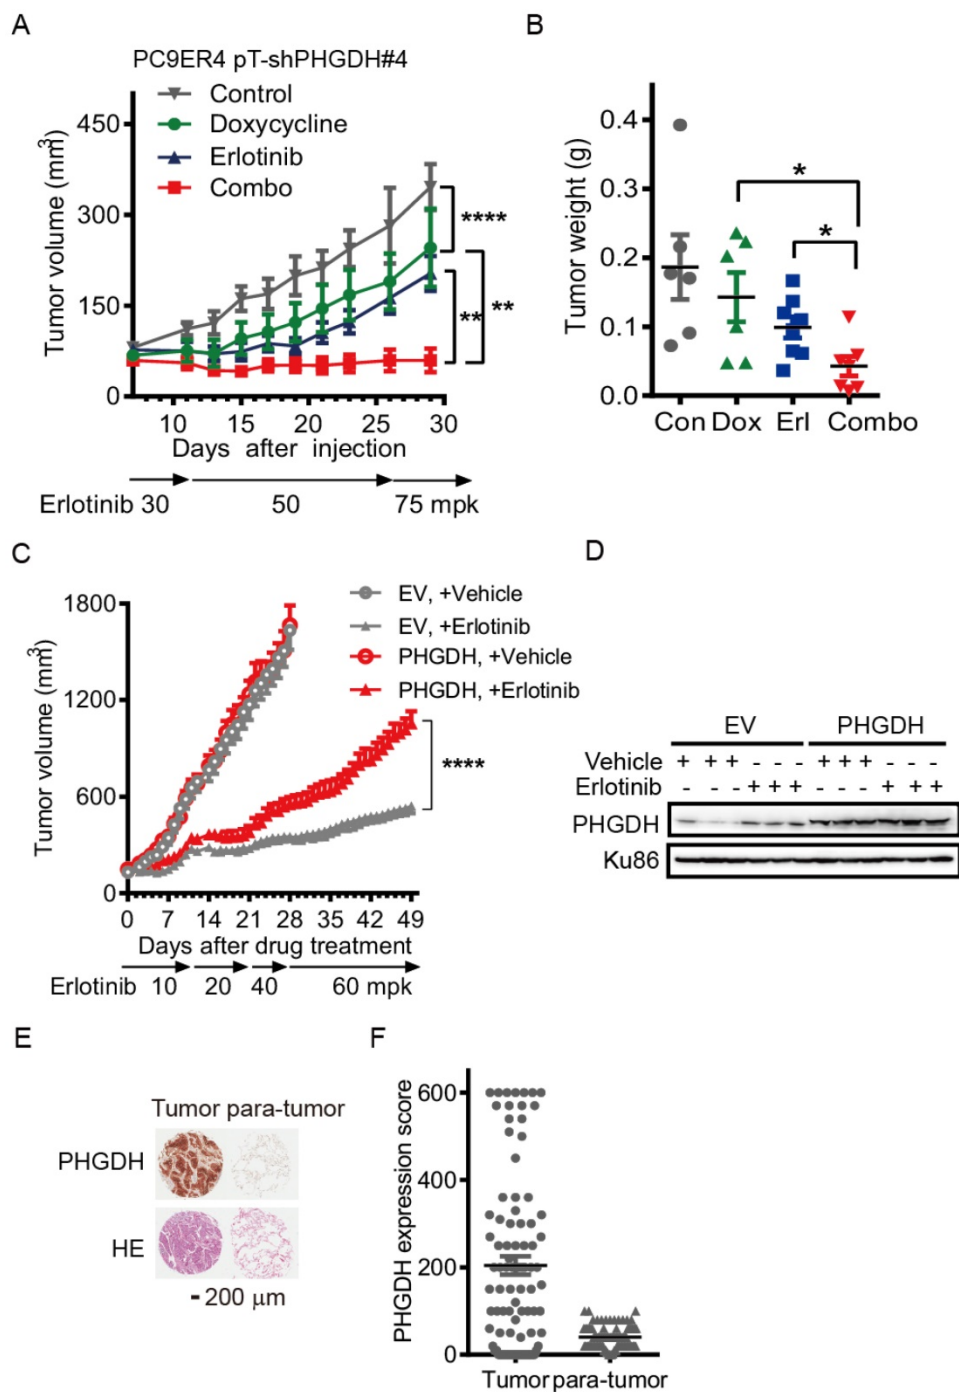 A
PC9ER4 pT-shPHGDH#4
Control
Doxycycline
Erlotinib
Combo
Tumor volume (mm3)
450
300
150
0
****
**
**
10 15 20 25 30
Days after injection
Erlotinib 30 50 75 mpk
B
Tumor weight (g)
0.4
0.3
0.2
0.1
0.0
*
*
Con Dox Erl Combo
C
Tumor volume (mm3)
1800
1200
600
0
EV, +Vehicle
EV, +Erlotinib
PHGDH, +Vehicle
PHGDH, +Erlotinib
****
0 7 14 21 28 35 42 49
Days after drug treatment
Erlotinib 10 20 40 60 mpk
D
EV PHGDH
Vehicle + + + - - - + + + - - -
Erlotinib - - - + + + - - - + + +
PHGDH
Ku86
E
Tumor para-tumor
PHGDH
HE
200 µm
F
PHGDH expression score
600
400
200
0
Tumor para-tumor